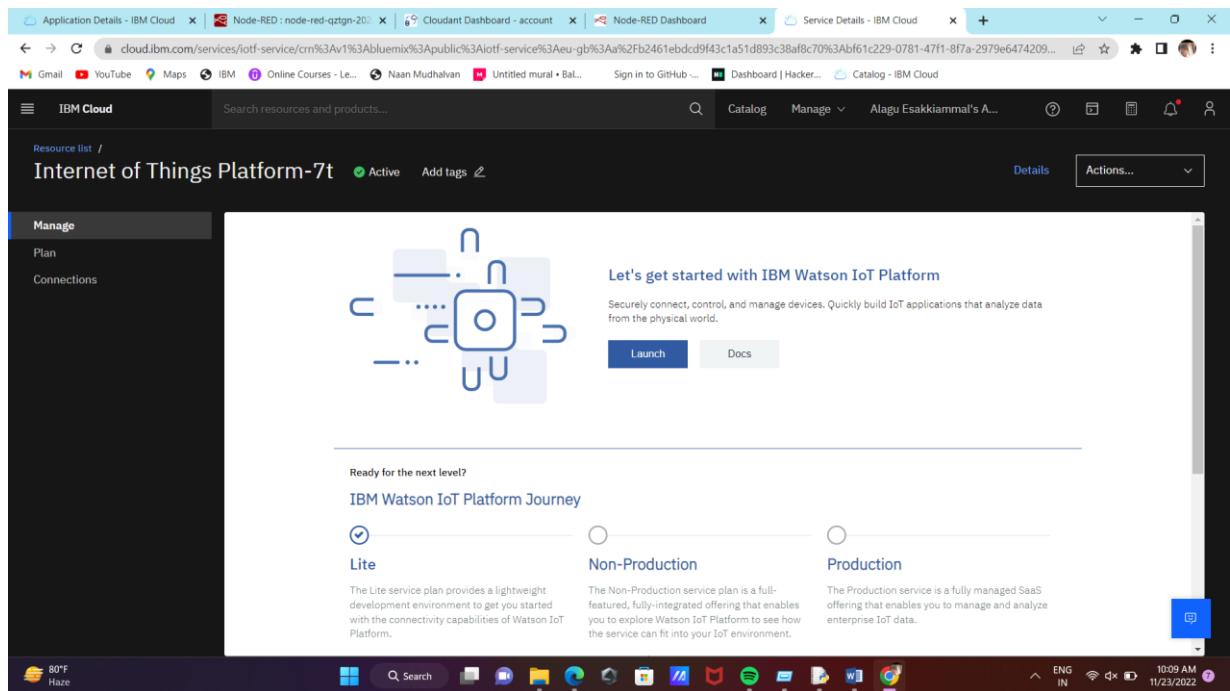 Application Details - IBM Cloud
Node-RED : node-red-qztgn-202
Cloudant Dashboard - account
Node-RED Dashboard
Service Details - IBM Cloud
cloud.ibm.com/services/iotf-service/crn%3Av1%3Abluemix%3Apublic%3Aiotf-service%3Aeu-gb%3Aa%2Fb2461ebdcd9f43c1a51d893c38af8c70%3Abf61c229-0781-47f1-8f7a-2979e6474209...
Gmail YouTube Maps IBM Online Courses - Le... Naan Mudhalvan Untitled mural • Bal... Sign in to GitHub ·... Dashboard | Hacker... Catalog - IBM Cloud
IBM Cloud Search resources and products... Catalog Manage Alagu Esakkiammal's A...
Resource list /
Internet of Things Platform-7t Active Add tags Details Actions...
Manage
Plan
Connections
Let's get started with IBM Watson IoT Platform
Securely connect, control, and manage devices. Quickly build IoT applications that analyze data
from the physical world.
Launch Docs
Ready for the next level?
IBM Watson IoT Platform Journey
Lite
The Lite service plan provides a lightweight
development environment to get you started
with the connectivity capabilities of Watson IoT
Platform.
Non-Production
The Non-Production service plan is a full-
featured, fully-integrated offering that enables
you to explore Watson IoT Platform to see how
the service can fit into your IoT environment.
Production
The Production service is a fully managed SaaS
offering that enables you to manage and analyze
enterprise IoT data.
80°F
Haze
Search
ENG
IN
10:09 AM
11/23/2022
7